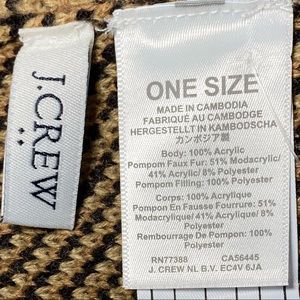 J.CREW
ONE SIZE
MADE IN CAMBODIA
FABRIQUÉ AU CAMBODGE
HERGESTELLT IN KAMBODSCHA
カンボジア製
Body: 100% Acrylic
Pompom Faux Fur: 51% Modacrylic/
41% Acrylic/ 8% Polyester
Pompom Filling: 100% Polyester
Corps: 100% Acrylique
Pompon En Fausse Fourrure: 51%
Modacrylique/ 41% Acrylique/ 8%
Polyester
Rembourrage De Pompon: 100%
Polyester
RN77388 CA56445
J. CREW NL B.V. EC4V 6JA